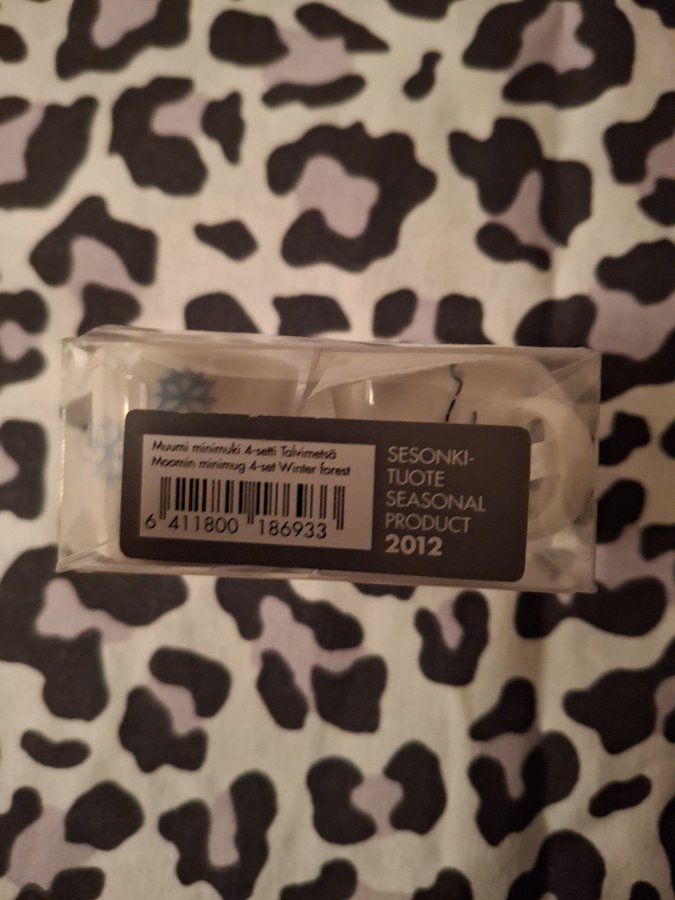 Muumi minimuki 4-setti Talvimetsä
Moomin minimug 4-set Winter forest
6 411800 186933
SESONKI-
TUOTE
SEASONAL
PRODUCT
2012